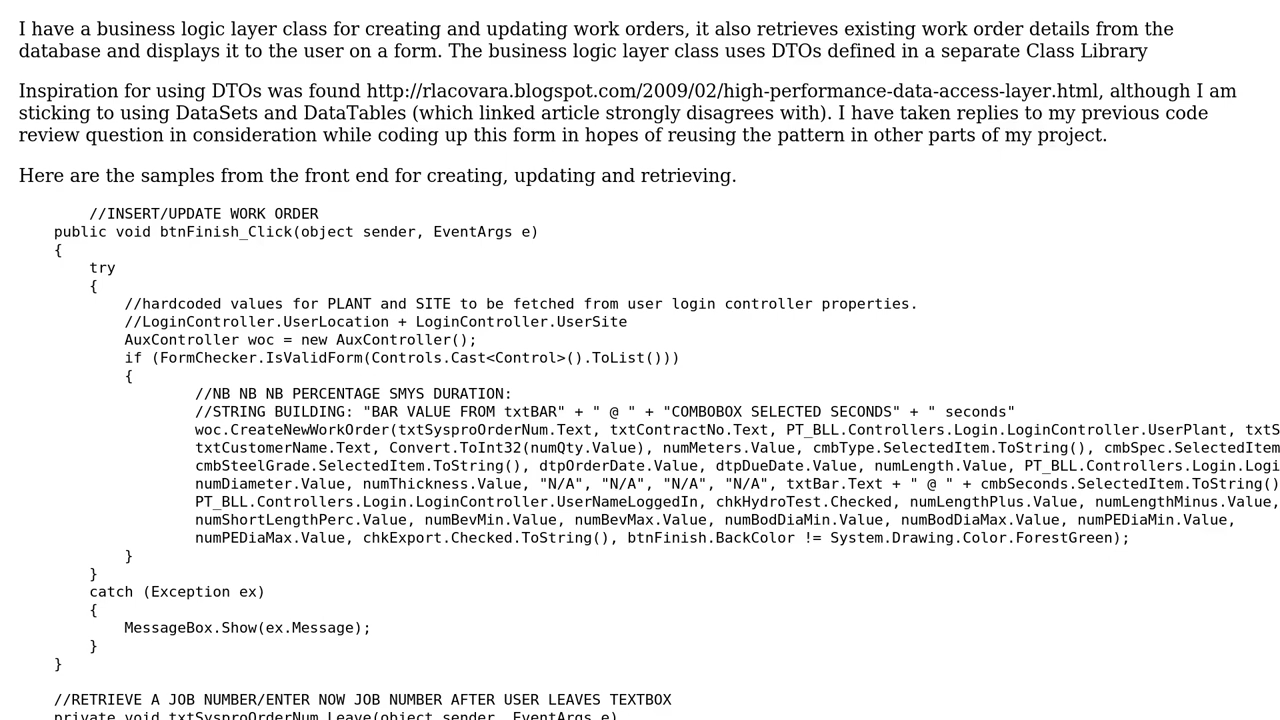 I have a business logic layer class for creating and updating work orders, it also retrieves existing work order details from the
database and displays it to the user on a form. The business logic layer class uses DTOs defined in a separate Class Library
Inspiration for using DTOs was found http://rlacovara.blogspot.com/2009/02/high-performance-data-access-layer.html, although I am
sticking to using DataSets and DataTables (which linked article strongly disagrees with). I have taken replies to my previous code
review question in consideration while coding up this form in hopes of reusing the pattern in other parts of my project.
Here are the samples from the front end for creating, updating and retrieving.
//INSERT/UPDATE WORK ORDER
public void btnFinish_Click(object sender, EventArgs e)
{
try
{
//hardcoded values for PLANT and SITE to be fetched from user login controller properties.
//LoginController.UserLocation + LoginController.UserSite
AuxController woc = new AuxController();
if (FormChecker.IsValidForm(Controls.Cast<Control>().ToList()))
{
//NB NB NB PERCENTAGE SMYS DURATION:
//STRING BUILDING: "BAR VALUE FROM txtBAR" + " @ " + "COMBOBOX SELECTED SECONDS" + " seconds"
woc.CreateNewWorkOrder(txtSysproOrderNum.Text, txtContractNo.Text, PT_BLL.Controllers.Login.LoginController.UserPlant, txtS
txtCustomerName.Text, Convert.ToInt32(numQty.Value), numMeters.Value, cmbType.SelectedItem.ToString(), cmbSpec.SelectedItem
cmbSteelGrade.SelectedItem.ToString(), dtpOrderDate.Value, dtpDueDate.Value, numLength.Value, PT_BLL.Controllers.Login.Logi
numDiameter.Value, numThickness.Value, "N/A", "N/A", "N/A", "N/A", txtBar.Text + " @ " + cmbSeconds.SelectedItem.ToString()
PT_BLL.Controllers.Login.LoginController.UserNameLoggedIn, chkHydroTest.Checked, numLengthPlus.Value, numLengthMinus.Value,
numShortLengthPerc.Value, numBevMin.Value, numBevMax.Value, numBodDiaMin.Value, numBodDiaMax.Value, numPEDiaMin.Value,
numPEDiaMax.Value, chkExport.Checked.ToString(), btnFinish.BackColor != System.Drawing.Color.ForestGreen);
}
}
catch (Exception ex)
{
MessageBox.Show(ex.Message);
}
}
//RETRIEVE A JOB NUMBER/ENTER NOW JOB NUMBER AFTER USER LEAVES TEXTBOX
private void txtSysproOrderNum_Leave(object sender, EventArgs e)